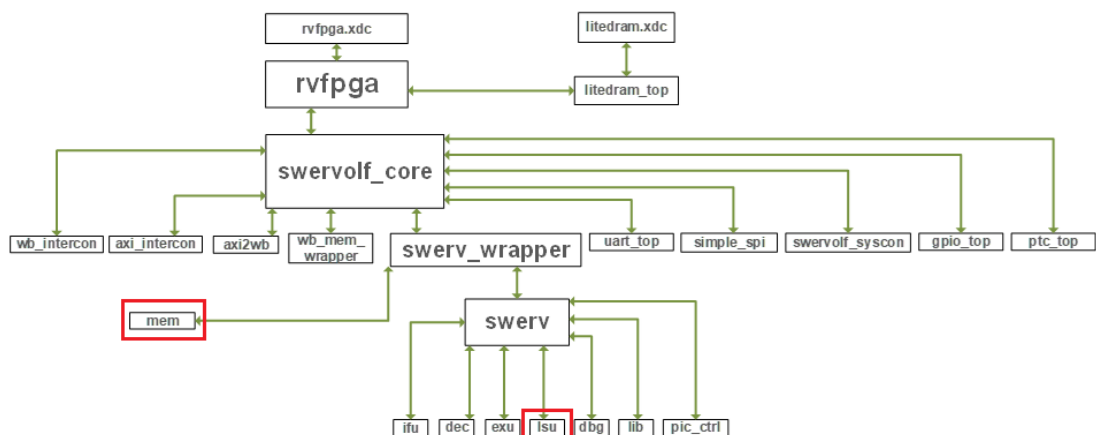 rvfpga.xdc
litedram.xdc
rvfpga
litedram_top
swervolf_core
wb_intercon
axi_intercon
axi2wb
wb_mem_
wrapper
swerv_wrapper
uart_top
simple_spi
swervolf_syscon
gpio_top
ptc_top
mem
swerv
ifu
dec
exu
lsu
dbg
lib
pic_ctrl